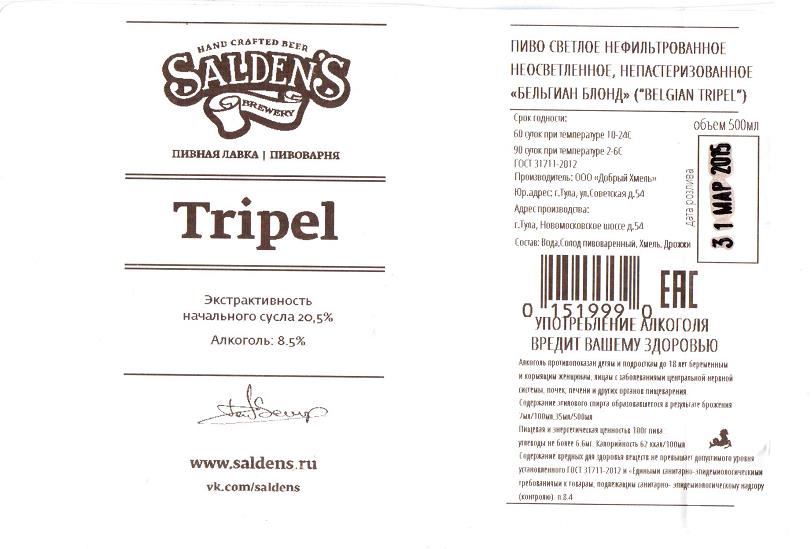 HAND CRAFTED BEER
SALDEN'S
BREWERY
ПИВНАЯ ЛАВКА | ПИВОВАРНЯ
Tripel
Экстрактивность
начального сусла 20,5%
Алкоголь: 8.5%
www.saldens.ru
vk.com/saldens
ПИВО СВЕТЛОЕ НЕФИЛЬТРОВАННОЕ
НЕОСВЕТЛЕННОЕ, НЕПАСТЕРИЗОВАННОЕ
«БЕЛЬГИАН БЛОНД» ("BELGIAN TRIPEL")
Срок годности:
60 суток при температуре 10-24С
90 суток при температуре 2-6С
ГОСТ 31711-2012
Производитель: ООО «Добрый Хмель»
Юр.адрес: г.Тула, ул.Советская д.54
Адрес производства:
г.Тула, Новомосковское шоссе д.54
Состав: Вода,Солод пивоваренный, Хмель, Дрожжи
объем 500мл
дата розлива
31 МАР 2015
0 151999 0
EAC
УПОТРЕБЛЕНИЕ АЛКОГОЛЯ
ВРЕДИТ ВАШЕМУ ЗДОРОВЬЮ
Алкоголь противопоказан детям и подросткам до 18 лет беременным
и кормящим женщинам, лицам с заболеваниями центральной нервной
системы, почек, печени и других органов пищеварения.
Содержание этилового спирта образовавшегося в результате брожения
7мл/100мл,35мл/500мл
Пищевая и энергетическая ценностьв 100г пива:
углеводы не более 6.6мг. Калорийность 62 ккал/100мл
Содержание вредных для здоровья веществ не превышает допустимого уровня
установленного ГОСТ 31711-2012 и «Едиными санитарно-эпидемиологическими
требованиями к товарам, подлежащим санитарно- эпидемиологическому надзору
(контролю). п.8.4